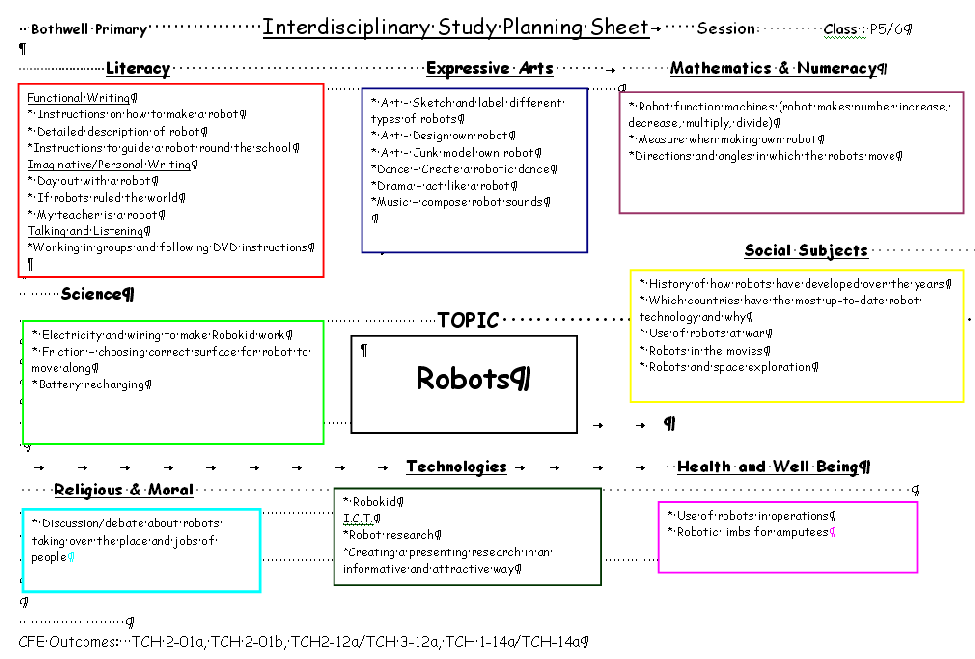 Bothwell Primary Interdisciplinary Study Planning Sheet Session: Class: P5/6
Literacy
Functional Writing
* Instructions on how to make a robot
* Detailed description of robot
*Instructions to guide a robot round the school
Imaginative/Personal Writing
* Day out with a robot
* If robots ruled the world
* My teacher is a robot
Talking and Listening
*Working in groups and following DVD instructions
Expressive Arts
* Art – Sketch and label different
types of robots
*Art – Design own robot
*Art – Junk model own robot
*Dance – Create a robotic dance
*Drama – act like a robot
*Music – compose robot sounds
Mathematics & Numeracy
* Robot function machines (robot makes number increase,
decrease, multiply, divide)
*Measure when making own robot
*Directions and angles in which the robots move
Social Subjects
* History of how robots have developed over the years
*Which countries have the most up-to-date robot
technology and why
*Use of robots at war
*Robots in the movies
*Robots and space exploration
Science
* Electricity and wiring to make Robokid work
* Friction – choosing correct surface for robot to
move along
*Battery recharging
TOPIC
Robots
Technologies
* Robokid
I.C.T.
*Robot research
*Creating a presenting research in an
informative and attractive way
Health and Well Being
* Use of robots in operations
* Robotic limbs for amputees
Religious & Moral
* Discussion/debate about robots
taking over the place and jobs of
people
CFE Outcomes: TCH 2-01a, TCH 2-01b, TCH2-12a/TCH 3-12a, TCH 1-14a/TCH-14a